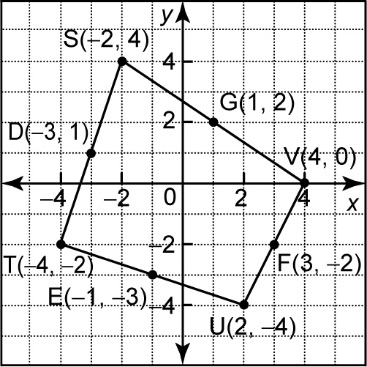 y
S(−2, 4)
4
2
G(1, 2)
D(−3, 1)
V(4, 0)
−4
−2
0
2
4
x
−2
T(−4, −2)
F(3, −2)
E(−1, −3)
−4
U(2, −4)